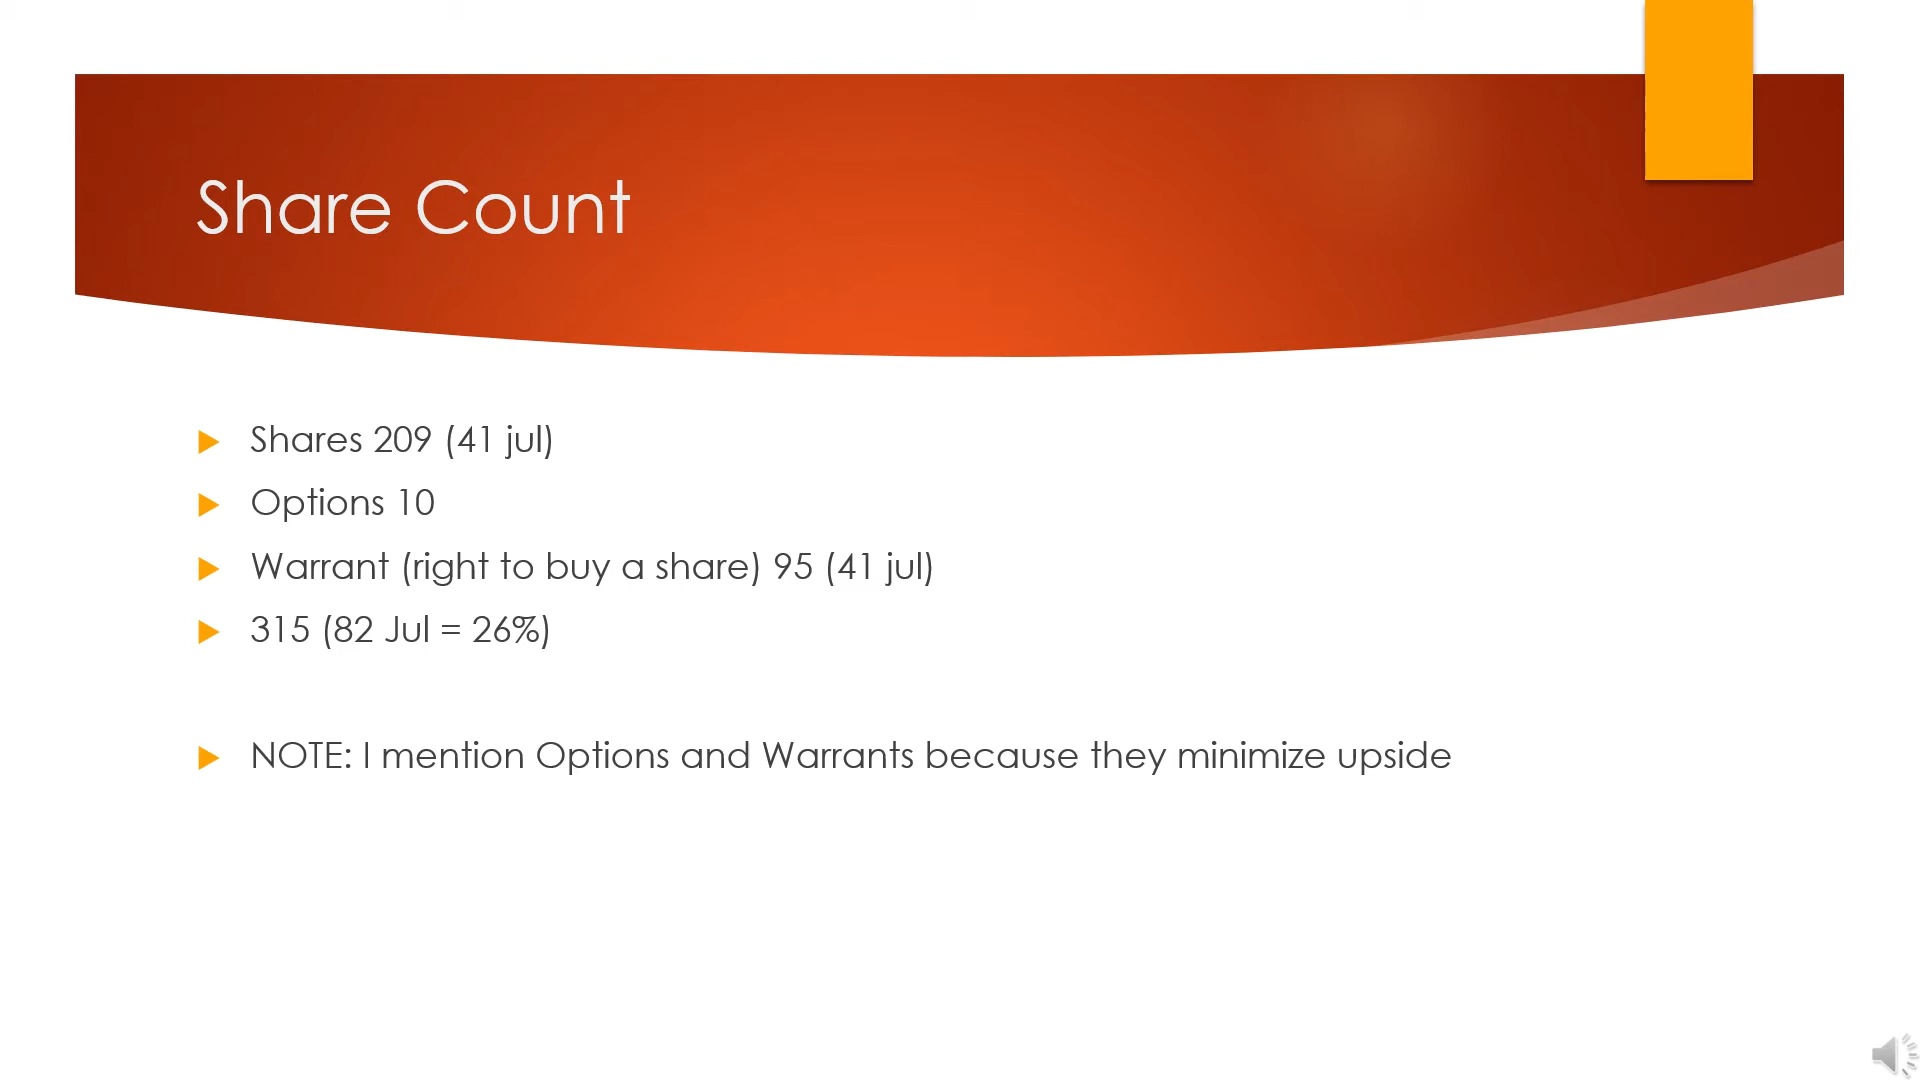 Share Count
Shares 209 (41 jul)
Options 10
Warrant (right to buy a share) 95 (41 jul)
315 (82 Jul = 26%)
NOTE: I mention Options and Warrants because they minimize upside